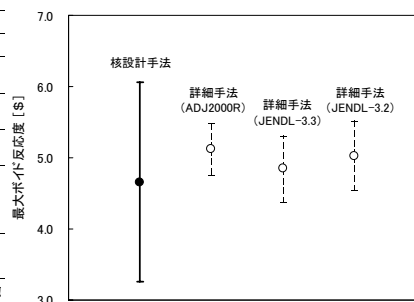 7.0
6.0
5.0
4.0
3.0
最大ボイド反応度 [$]
核設計手法
詳細手法
(ADJ2000R)
詳細手法
(JENDL-3.3)
詳細手法
(JENDL-3.2)